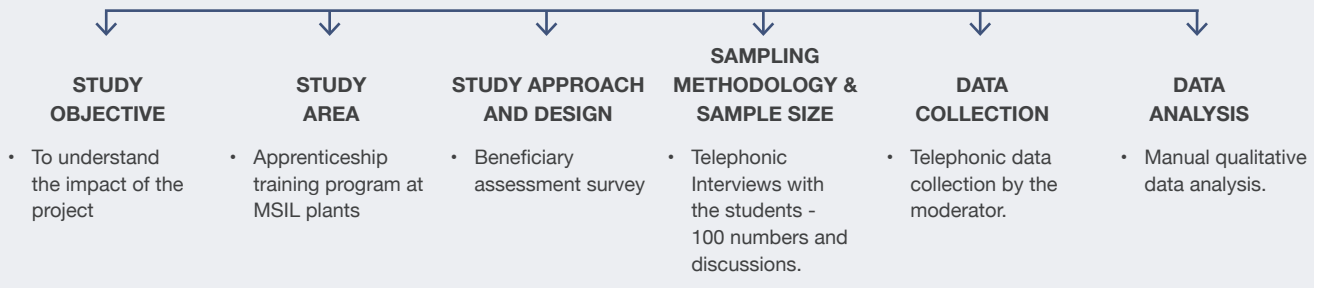 STUDY
OBJECTIVE
• To understand
the impact of the
project
STUDY
AREA
• Apprenticeship
training program at
MSIL plants
STUDY APPROACH
AND DESIGN
• Beneficiary
assessment survey
SAMPLING
METHODOLOGY &
SAMPLE SIZE
• Telephonic
Interviews with
the students -
100 numbers and
discussions.
DATA
COLLECTION
• Telephonic data
collection by the
moderator.
DATA
ANALYSIS
• Manual qualitative
data analysis.